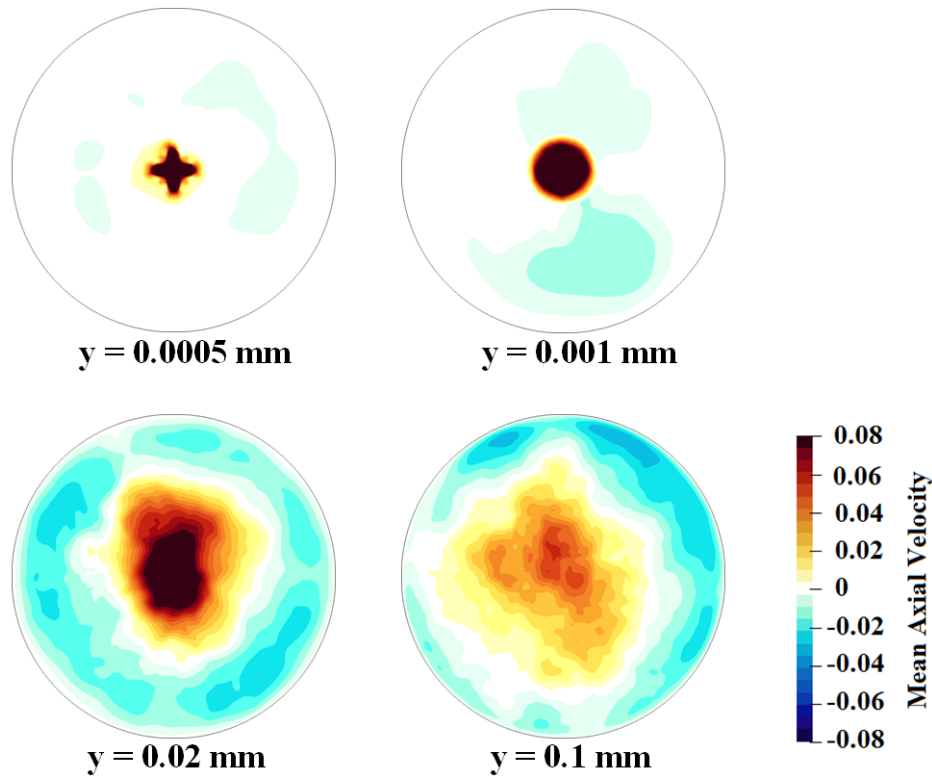 y = 0.0005 mm
y = 0.001 mm
y = 0.02 mm
y = 0.1 mm
0.08
0.06
0.04
0.02
0
-0.02
-0.04
-0.06
-0.08
Mean Axial Velocity